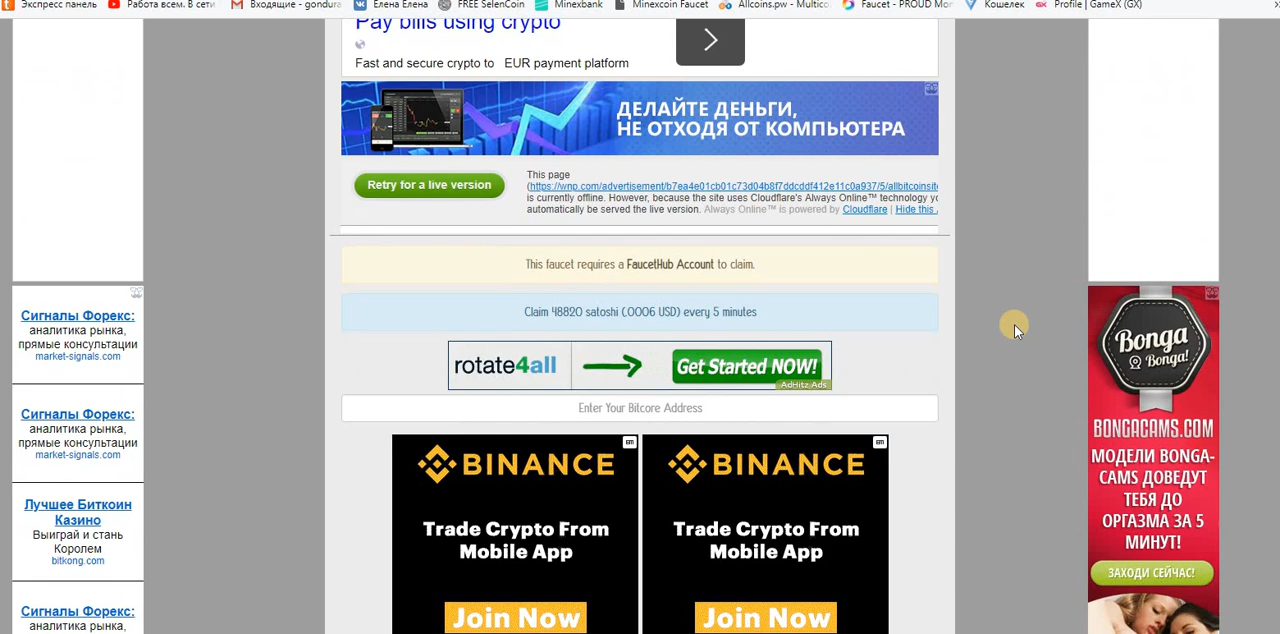 Экспресс панель
Работа всем. В сети
Входящие - gondura
Елена Елена
FREE SelenCoin
Minexbank
Minexcoin Faucet
Allcoins.pw - Multico
Faucet - PROUD Mon
Кошелек
Profile | GameX (GX)
Pay bills using crypto
Fast and secure crypto to EUR payment platform
ДЕЛАЙТЕ ДЕНЬГИ,
НЕ ОТХОДЯ ОТ КОМПЬЮТЕРА
Retry for a live version
This page
(https://wnp.com/advertisement/b7ea4e01cb01c73d04b8f7ddcddf412e11c0a937/5/allbitcoinsite
is currently offline. However, because the site uses Cloudflare's Always Online™ technology yo
automatically be served the live version. Always Online™ is powered by Cloudflare | Hide this
This faucet requires a FaucetHub Account to claim.
Claim 48820 satoshi (.0006 USD) every 5 minutes
rotate4all
Get Started NOW!
AdHitz Ads
Enter Your Bitcore Address
BINANCE
Trade Crypto From
Mobile App
Join Now
BINANCE
Trade Crypto From
Mobile App
Join Now
Сигналы Форекс:
аналитика рынка,
прямые консультации
market-signals.com
Сигналы Форекс:
аналитика рынка,
прямые консультации
market-signals.com
Лучшее Биткоин
Казино
Выиграй и стань
Королем
bitkong.com
Сигналы Форекс:
аналитика рынка,
Bonga
Bonga!
BONGACAMS.COM
МОДЕЛИ BONGA-
CAMS ДОВЕДУТ
ТЕБЯ ДО
ОРГАЗМА ЗА 5
МИНУТ!
ЗАХОДИ СЕЙЧАС!